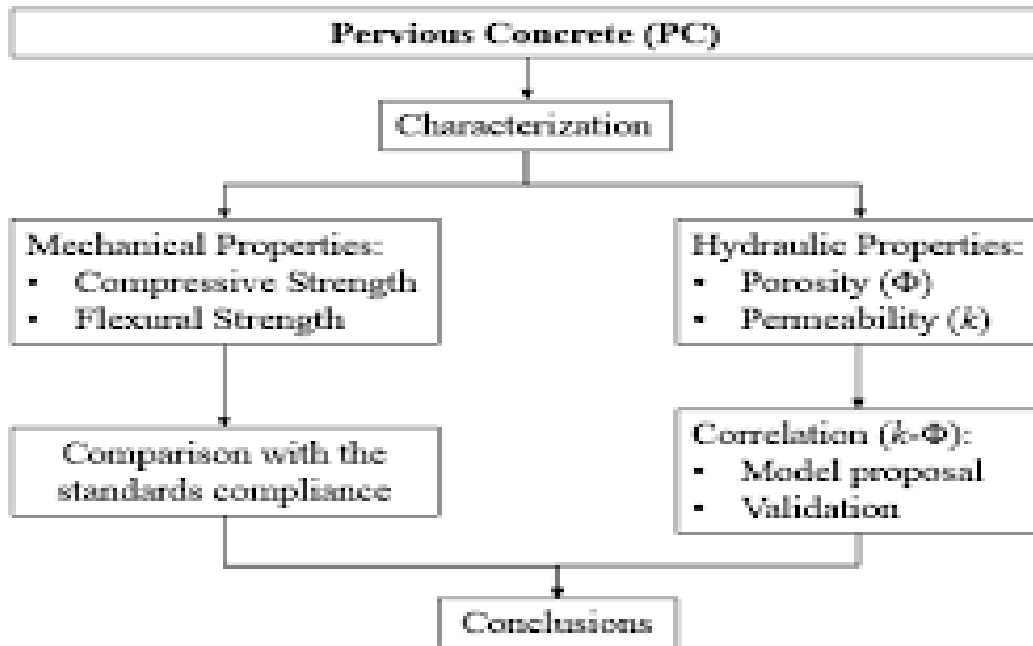 Pervious Concrete (PC)
Characterization
Mechanical Properties:
• Compressive Strength
• Flexural Strength
Comparison with the
standards compliance
Hydraulic Properties:
• Porosity (Φ)
• Permeability (k)
Correlation (k-Φ):
• Model proposal
• Validation
Conclusions